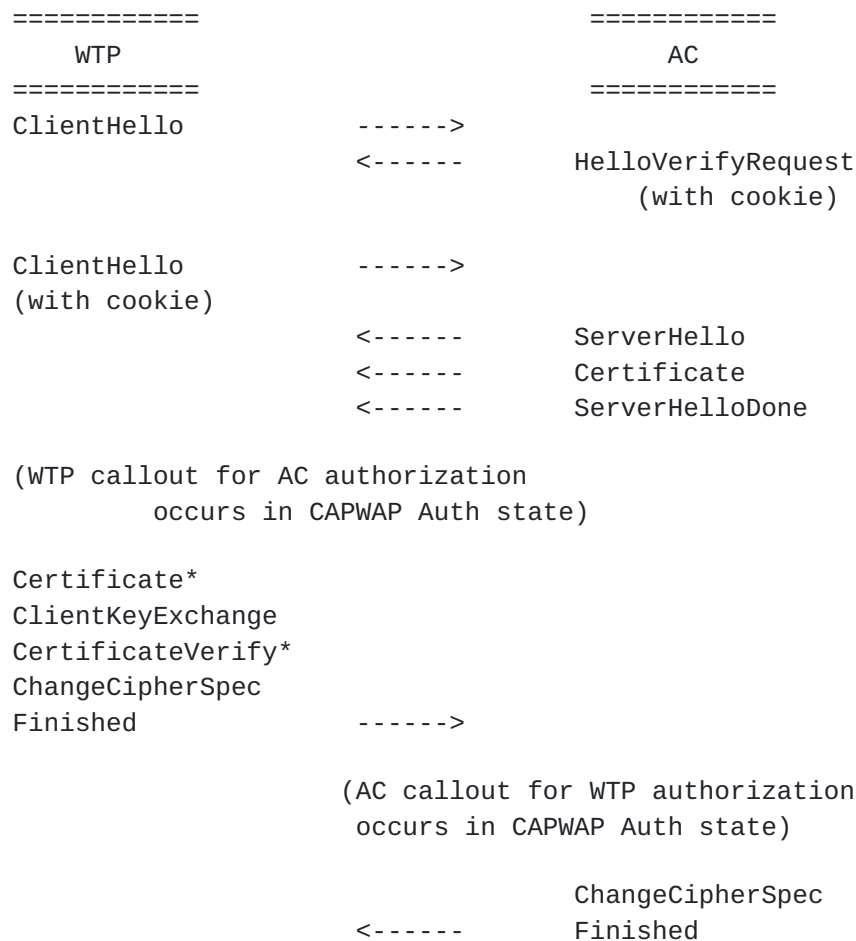 ============                         ============
    WTP                                   AC
============                         ============
ClientHello           ------>
                      <------       HelloVerifyRequest
                                        (with cookie)
ClientHello           ------>
(with cookie)
                      <------       ServerHello
                      <------       Certificate
                      <------       ServerHelloDone
(WTP callout for AC authorization
         occurs in CAPWAP Auth state)
Certificate*
ClientKeyExchange
CertificateVerify*
ChangeCipherSpec
Finished              ------>
                     (AC callout for WTP authorization
                      occurs in CAPWAP Auth state)
                                    ChangeCipherSpec
                      <------       Finished